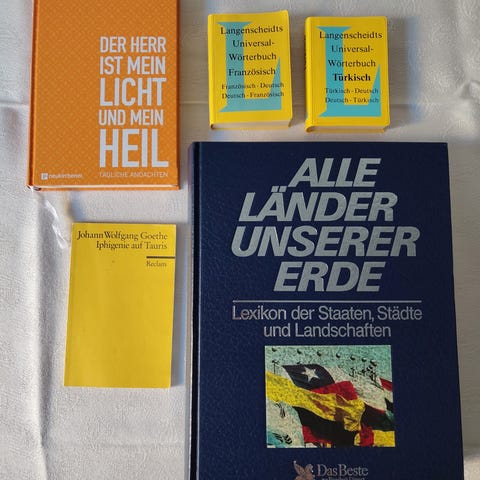 DER HERR
IST MEIN
LICHT
UND MEIN
HEIL
neukirchener
TÄGLICHE ANDACHTEN
Langenscheidts
Universal-
Wörterbuch
Französisch
Französisch - Deutsch
Deutsch - Französisch
Langenscheidts
Universal-
Wörterbuch
Türkisch
Türkisch - Deutsch
Deutsch - Türkisch
Johann Wolfgang Goethe
Iphigenie auf Tauris
Reclam
ALLE
LÄNDER
UNSERER
ERDE
Lexikon der Staaten, Städte
und Landschaften
Das Beste